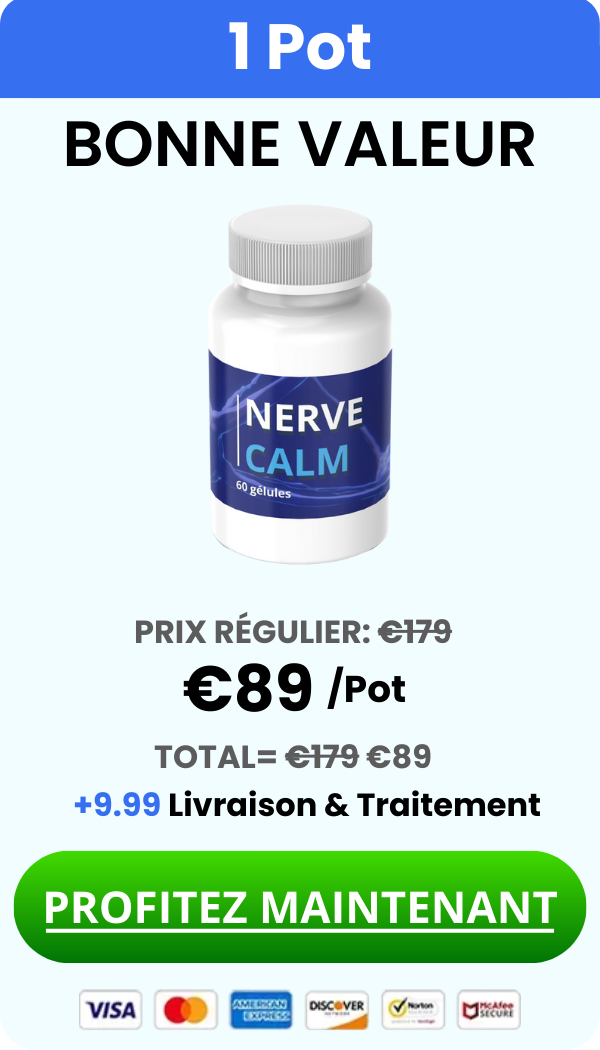 1 Pot
BONNE VALEUR
NERVE
CALM
60 gélules
PRIX RÉGULIER: €179
€89 /Pot
TOTAL= €179 €89
+9.99 Livraison & Traitement
PROFITEZ MAINTENANT
VISA
AMERICAN
EXPRESS
DISCOVER
NETWORK
Norton
McAfee
SECURE